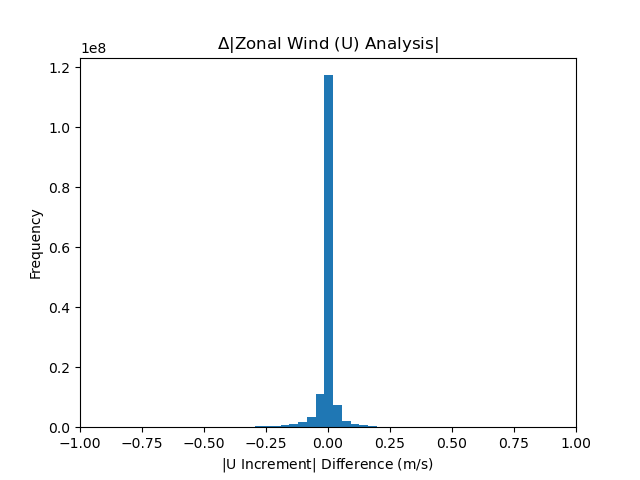 Δ|Zonal Wind (U) Analysis|
1e8
1.2
1.0
0.8
0.6
0.4
0.2
0.0
Frequency
−1.00 −0.75 −0.50 −0.25 0.00 0.25 0.50 0.75 1.00
|U Increment| Difference (m/s)